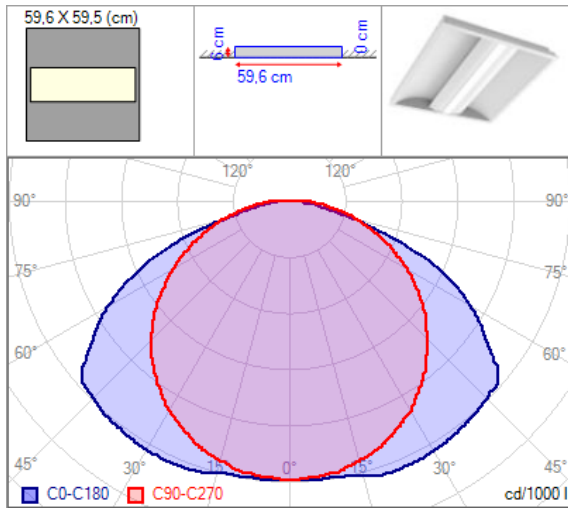 59,6 X 59,5 (cm)
6 cm
0 cm
59,6 cm
120° 120°
90° 90°
75° 75°
60° 60°
45° 30° 15° 0° 15° 30° 45°
C0-C180 C90-C270 cd/1000 l